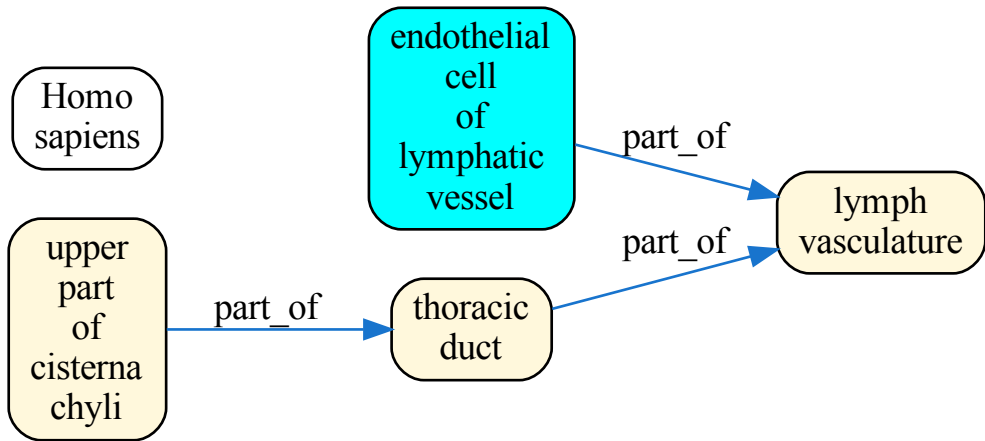 Homo
sapiens
endothelial
cell
of
lymphatic
vessel
part_of
lymph
vasculature
upper
part
of
cisterna
chyli
part_of
thoracic
duct
part_of